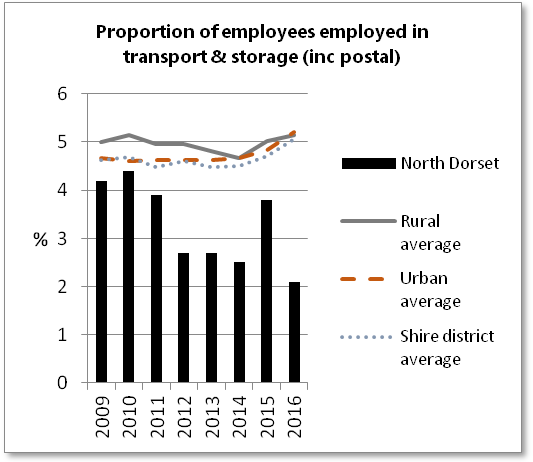 Proportion of employees employed in
transport & storage (inc postal)
6
5
4
3
2
1
0
%
2009
2010
2011
2012
2013
2014
2015
2016
North Dorset
Rural
average
Urban
average
Shire district
average